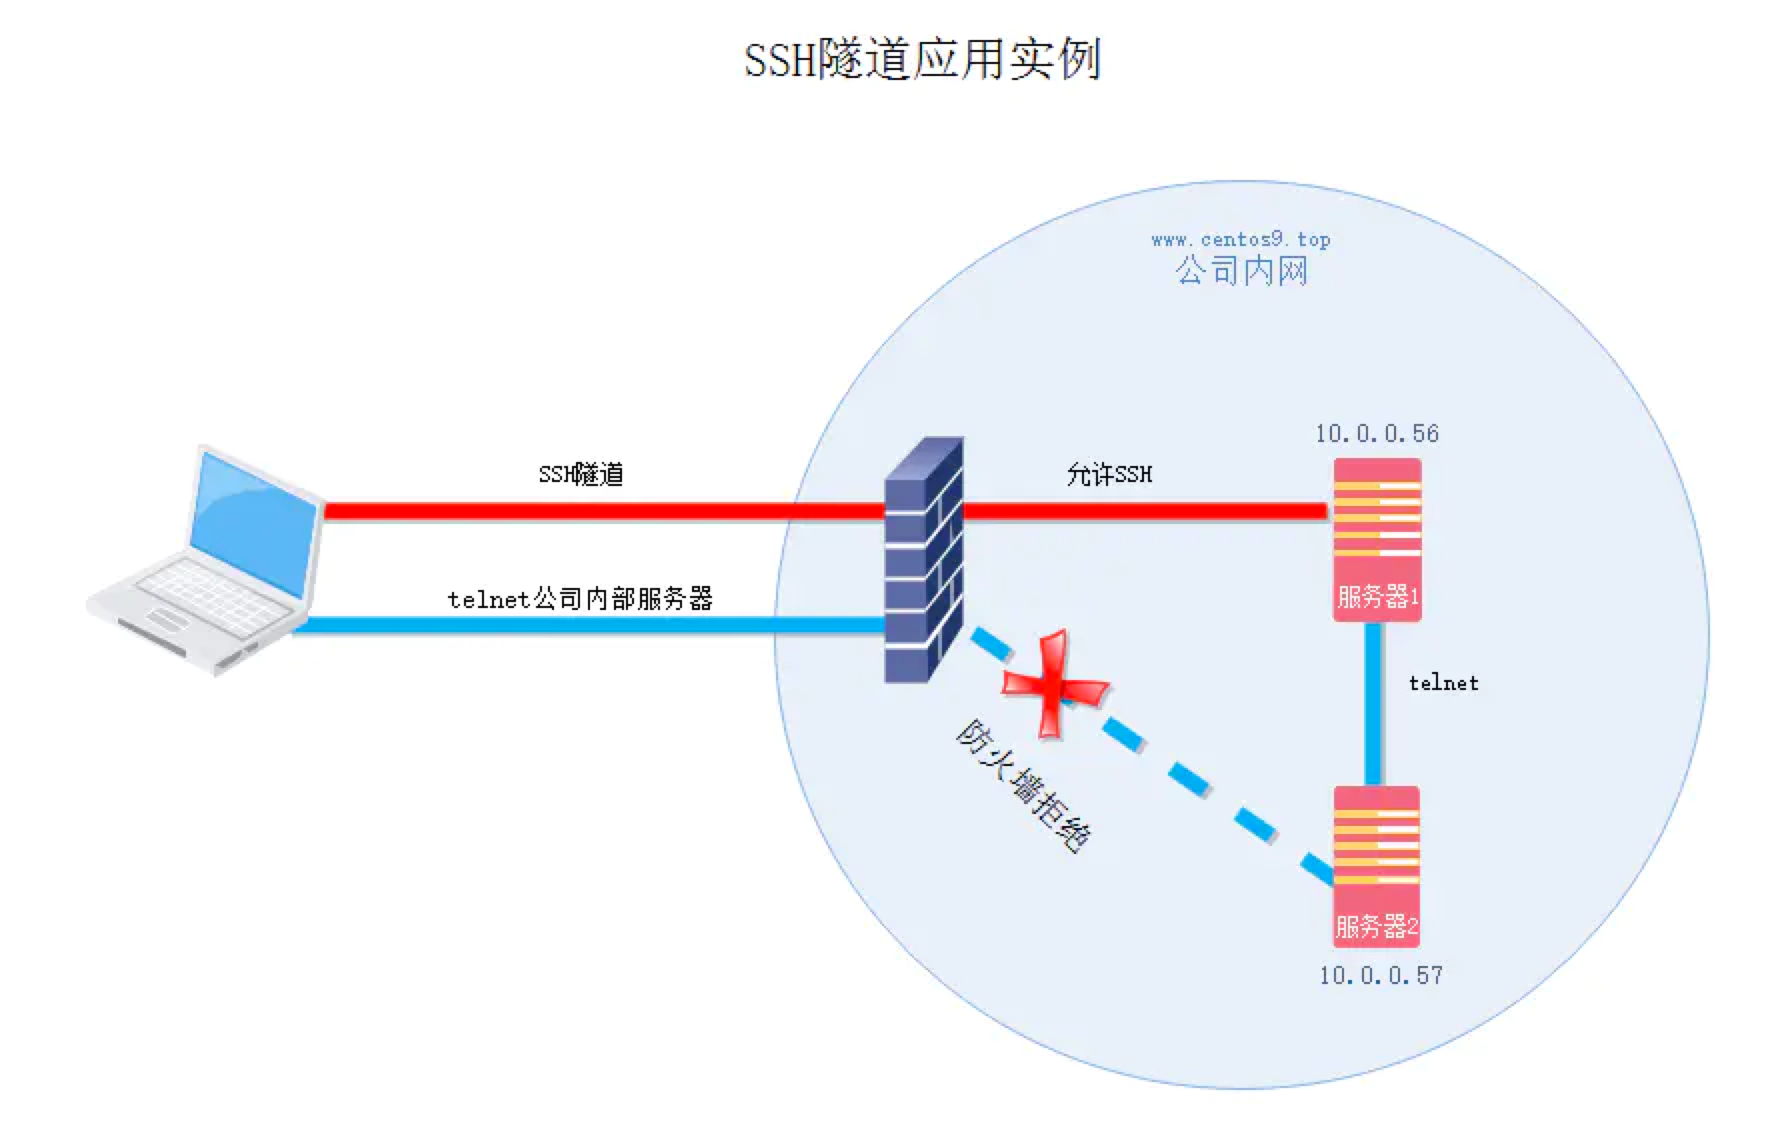 SSH隧道应用实例
www.centos9.top
公司内网
10.0.0.56
SSH隧道
允许SSH
服务器1
telnet公司内部服务器
telnet
防火墙拒绝
服务器2
10.0.0.57